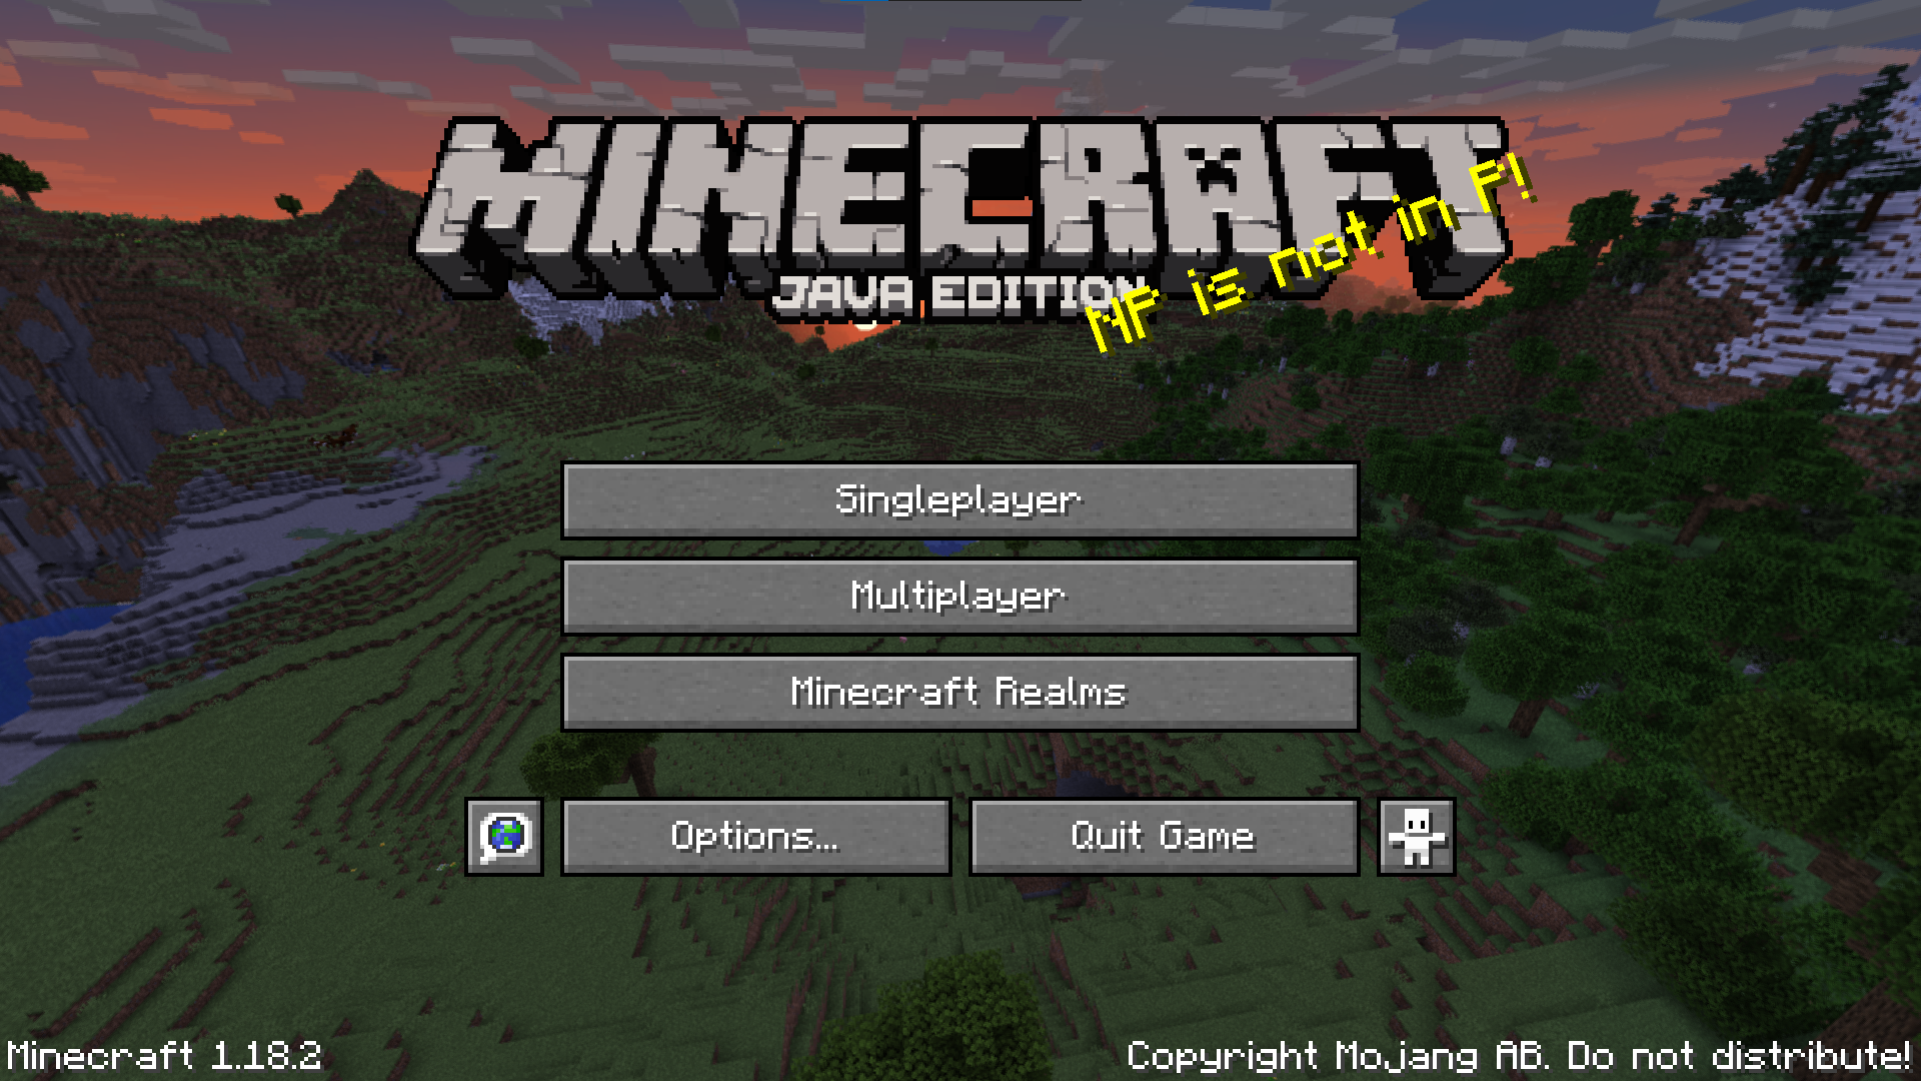 MINECRAFT
JAVA EDITION
NP is not in P!
Singleplayer
Multiplayer
Minecraft Realms
Options...
Quit Game
Minecraft 1.18.2
Copyright Mojang AB. Do not distribute!